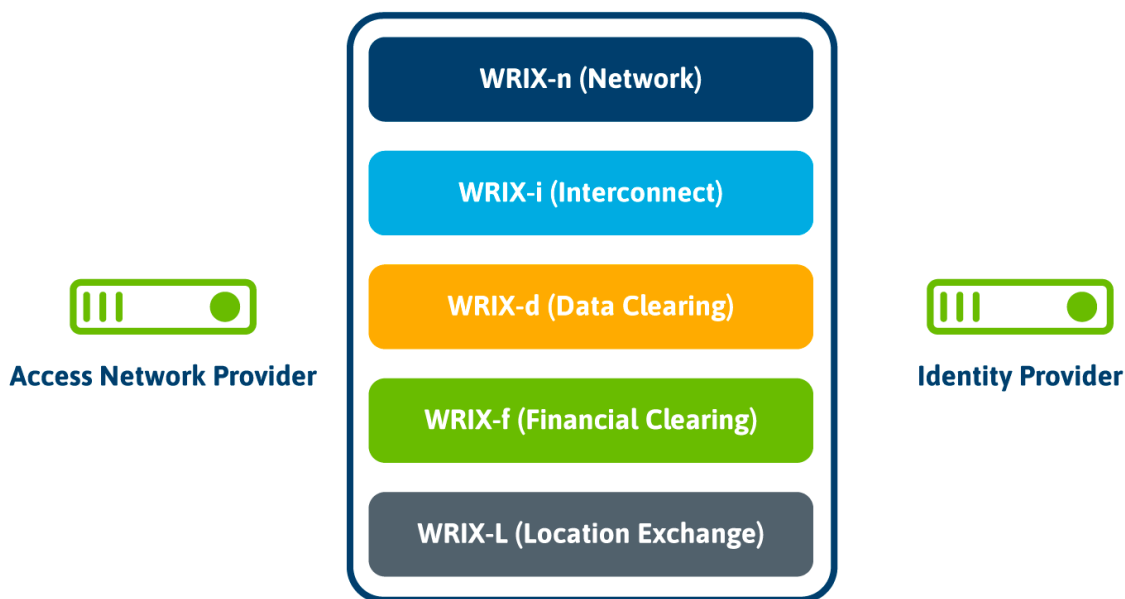 WRIX-n (Network)
WRIX-i (Interconnect)
WRIX-d (Data Clearing)
Access Network Provider
Identity Provider
WRIX-f (Financial Clearing)
WRIX-L (Location Exchange)